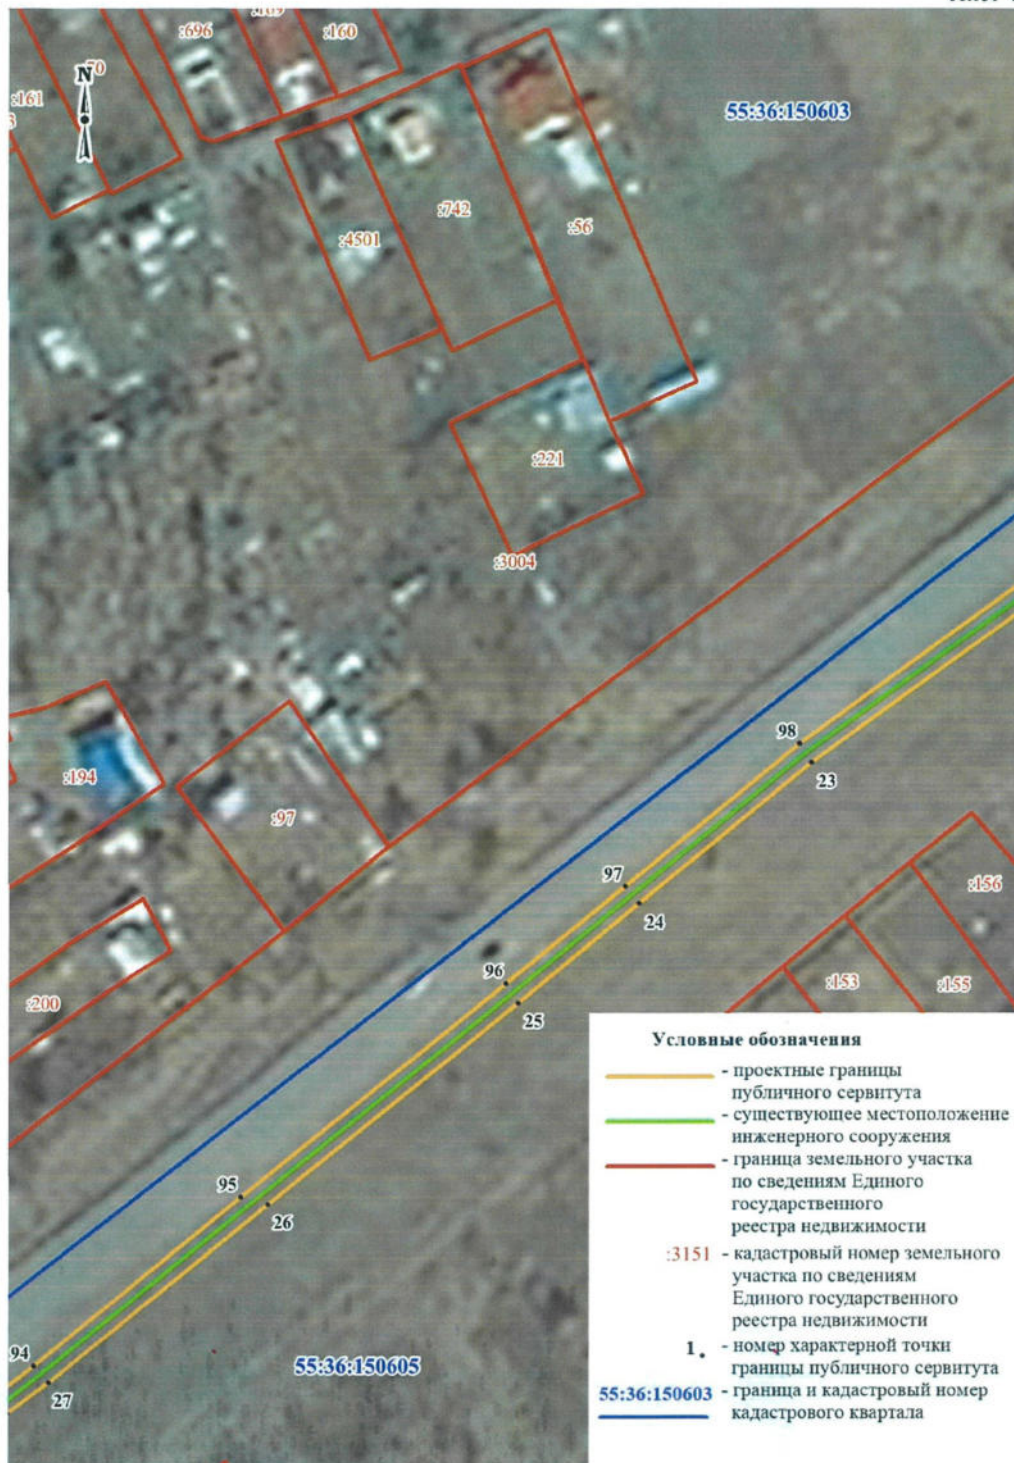 :169
:696
:160
:70
N
:161
3
55:36:150603
:742
:56
:4501
:221
:3004
98
:194
23
:97
97
:156
24
96
:153
:155
:200
25
95
26
94
55:36:150605
27
Условные обозначения
- проектные границы
публичного сервитута
- существующее местоположение
инженерного сооружения
- граница земельного участка
по сведениям Единого
государственного
реестра недвижимости
:3151 - кадастровый номер земельного
участка по сведениям
Единого государственного
реестра недвижимости
1. - номер характерной точки
границы публичного сервитута
55:36:150603 - граница и кадастровый номер
кадастрового квартала